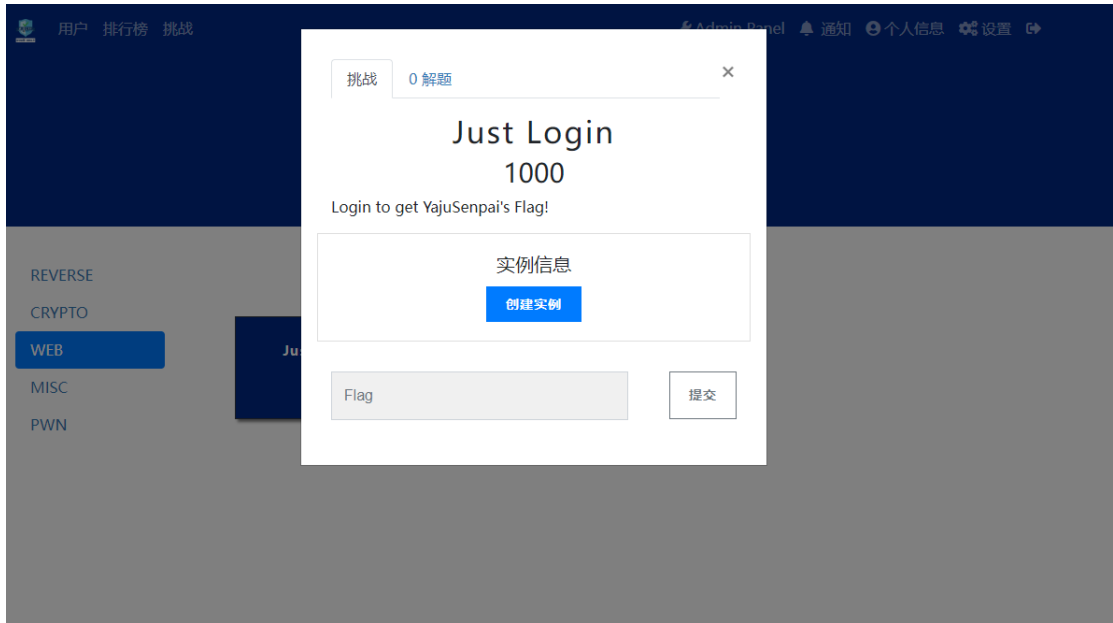 用户 排行榜 挑战 Admin Panel 通知 个人信息 设置
挑战 0 解题 ×
Just Login
1000
Login to get YajuSenpai's Flag!
实例信息
创建实例
Flag 提交
REVERSE
CRYPTO
WEB
MISC
PWN
Ju